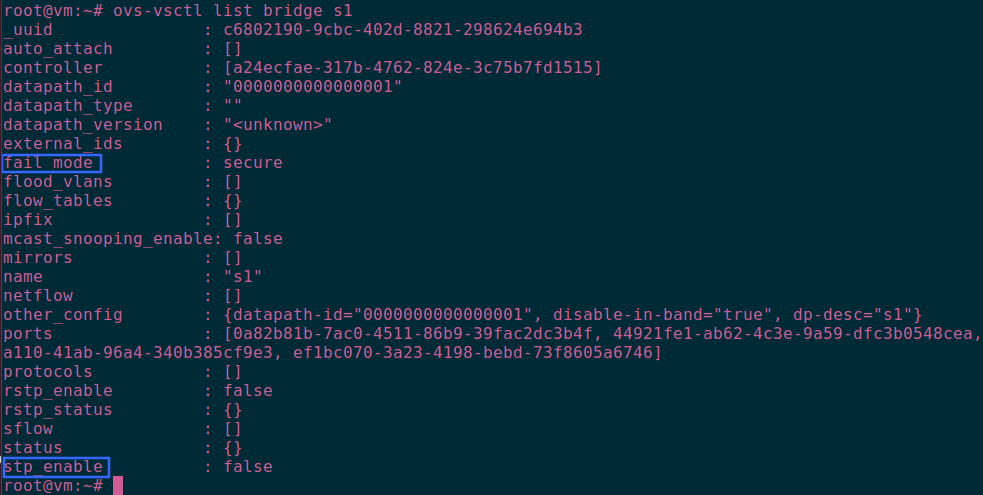 root@vm:~# ovs-vsctl list bridge s1
_uuid               : c6802190-9cbc-402d-8821-298624e694b3
auto_attach         : []
controller          : [a24ecfae-317b-4762-824e-3c75b7fd1515]
datapath_id         : "0000000000000001"
datapath_type       : ""
datapath_version    : "<unknown>"
external_ids        : {}
fail_mode           : secure
flood_vlans         : []
flow_tables         : {}
ipfix               : []
mcast_snooping_enable: false
mirrors             : []
name                : "s1"
netflow             : []
other_config        : {datapath-id="0000000000000001", disable-in-band="true", dp-desc="s1"}
ports               : [0a82b81b-7ac0-4511-86b9-39fac2dc3b4f, 44921fe1-ab62-4c3e-9a59-dfc3b0548cea,
a110-41ab-96a4-340b385cf9e3, ef1bc070-3a23-4198-bebd-73f8605a6746]
protocols           : []
rstp_enable         : false
rstp_status         : {}
sflow               : []
status              : {}
stp_enable          : false
root@vm:~#